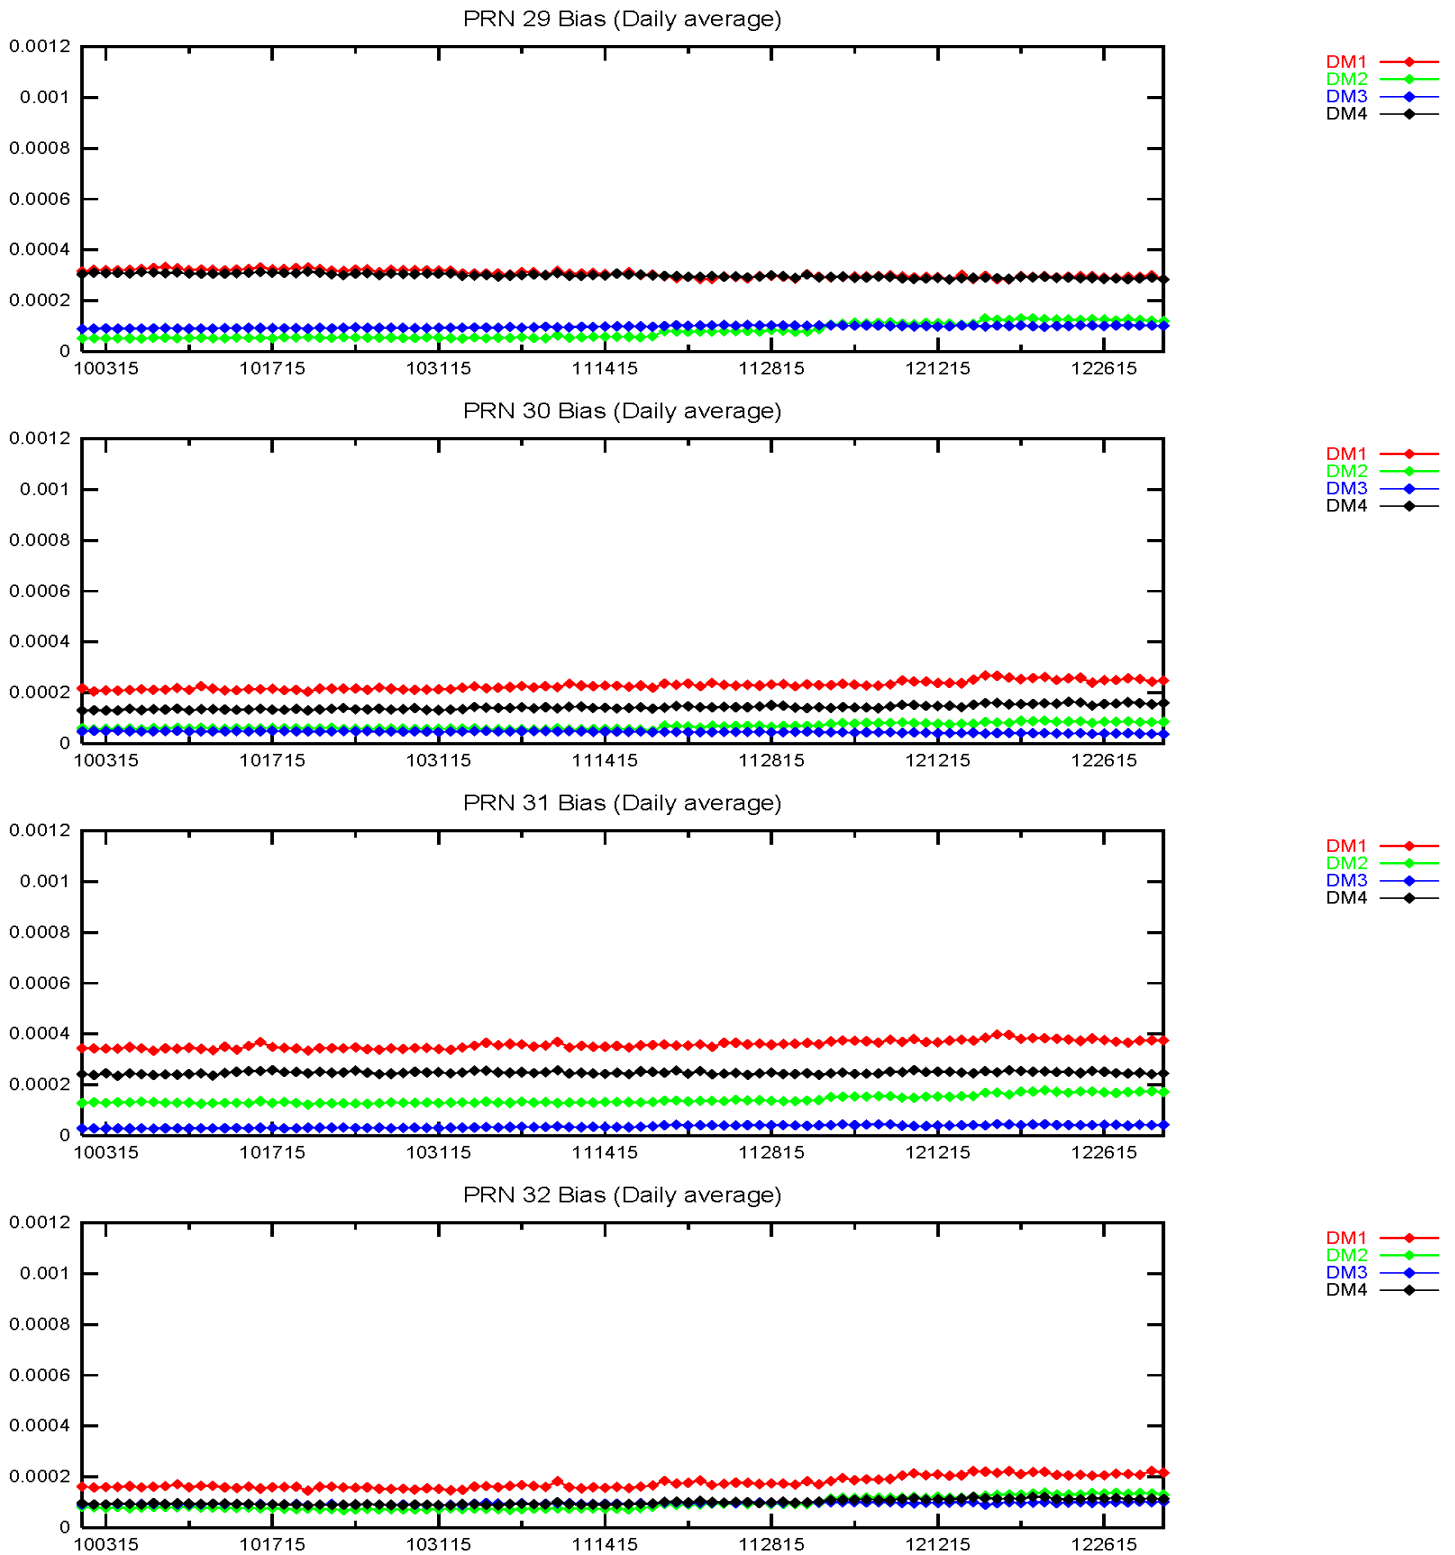 PRN 29 Bias (Daily average)
0.0012
0.001
0.0008
0.0006
0.0004
0.0002
0
100315 101715 103115 111415 112815 121215 122615
DM1
DM2
DM3
DM4
PRN 30 Bias (Daily average)
0.0012
0.001
0.0008
0.0006
0.0004
0.0002
0
100315 101715 103115 111415 112815 121215 122615
DM1
DM2
DM3
DM4
PRN 31 Bias (Daily average)
0.0012
0.001
0.0008
0.0006
0.0004
0.0002
0
100315 101715 103115 111415 112815 121215 122615
DM1
DM2
DM3
DM4
PRN 32 Bias (Daily average)
0.0012
0.001
0.0008
0.0006
0.0004
0.0002
0
100315 101715 103115 111415 112815 121215 122615
DM1
DM2
DM3
DM4